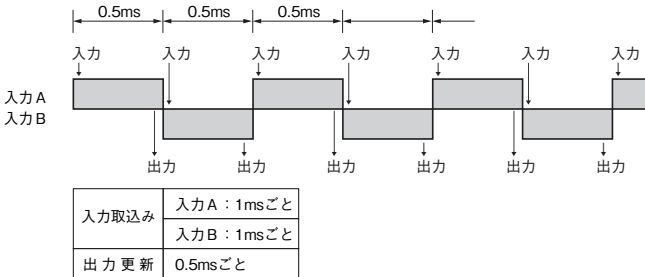 0.5ms 0.5ms 0.5ms
入力 入力 入力 入力 入力 入力 入力
入力A
入力B
出力 出力 出力 出力 出力 出力
入力取込み 入力A：1msごと
入力B：1msごと
出力更新 0.5msごと